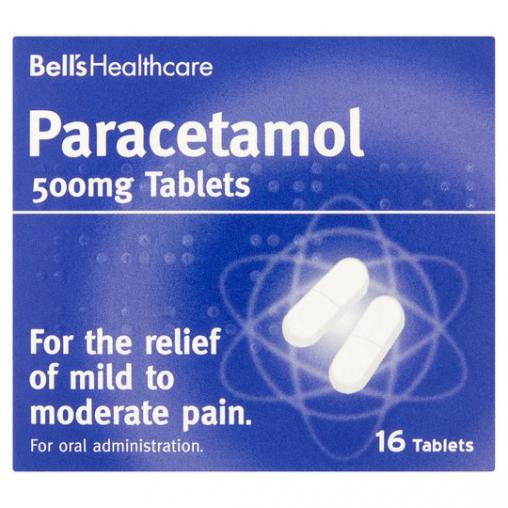 Bell's Healthcare
Paracetamol
500mg Tablets
For the relief
of mild to
moderate pain.
For oral administration.
16 Tablets